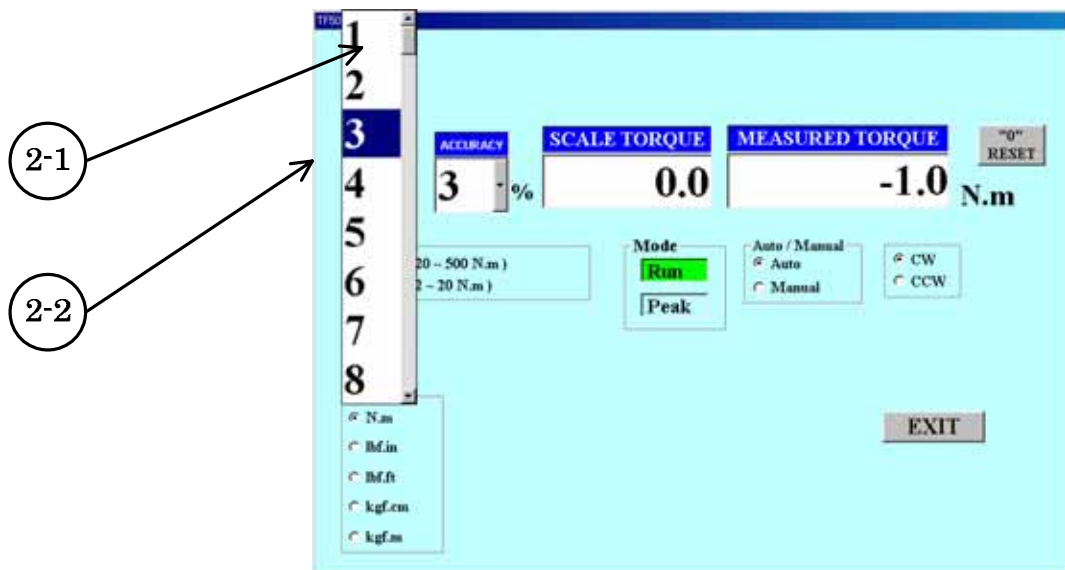 TF50
1
2
3
4
5
6
7
8
2-1
2-2
ACCURACY
3 %
SCALE TORQUE
0.0
MEASURED TORQUE
-1.0 N.m
"0"
RESET
20 – 500 N.m )
2 – 20 N.m )
Mode
Run
Peak
Auto / Manual
Auto
Manual
CW
CCW
N.m
lbf.in
lbf.ft
kgf.cm
kgf.m
EXIT